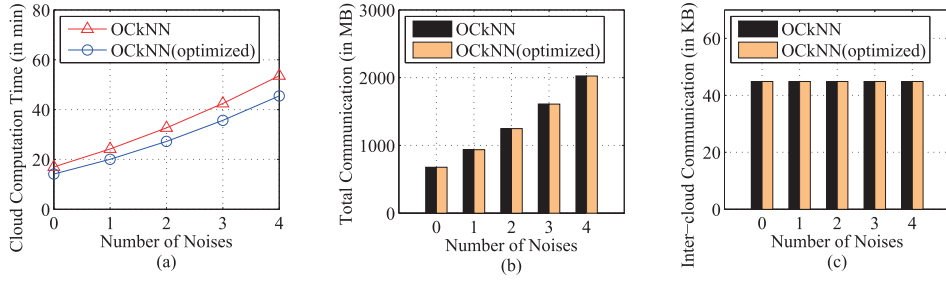 Cloud Computation Time (in min)
80
60
40
20
0
OCkNN
OCkNN(optimized)
0 1 2 3 4
Number of Noises
(a)
Total Communication (in MB)
3000
2000
1000
0
OCkNN
OCkNN(optimized)
0 1 2 3 4
Number of Noises
(b)
Inter−cloud Communication (in KB)
60
40
20
0
OCkNN
OCkNN(optimized)
0 1 2 3 4
Number of Noises
(c)